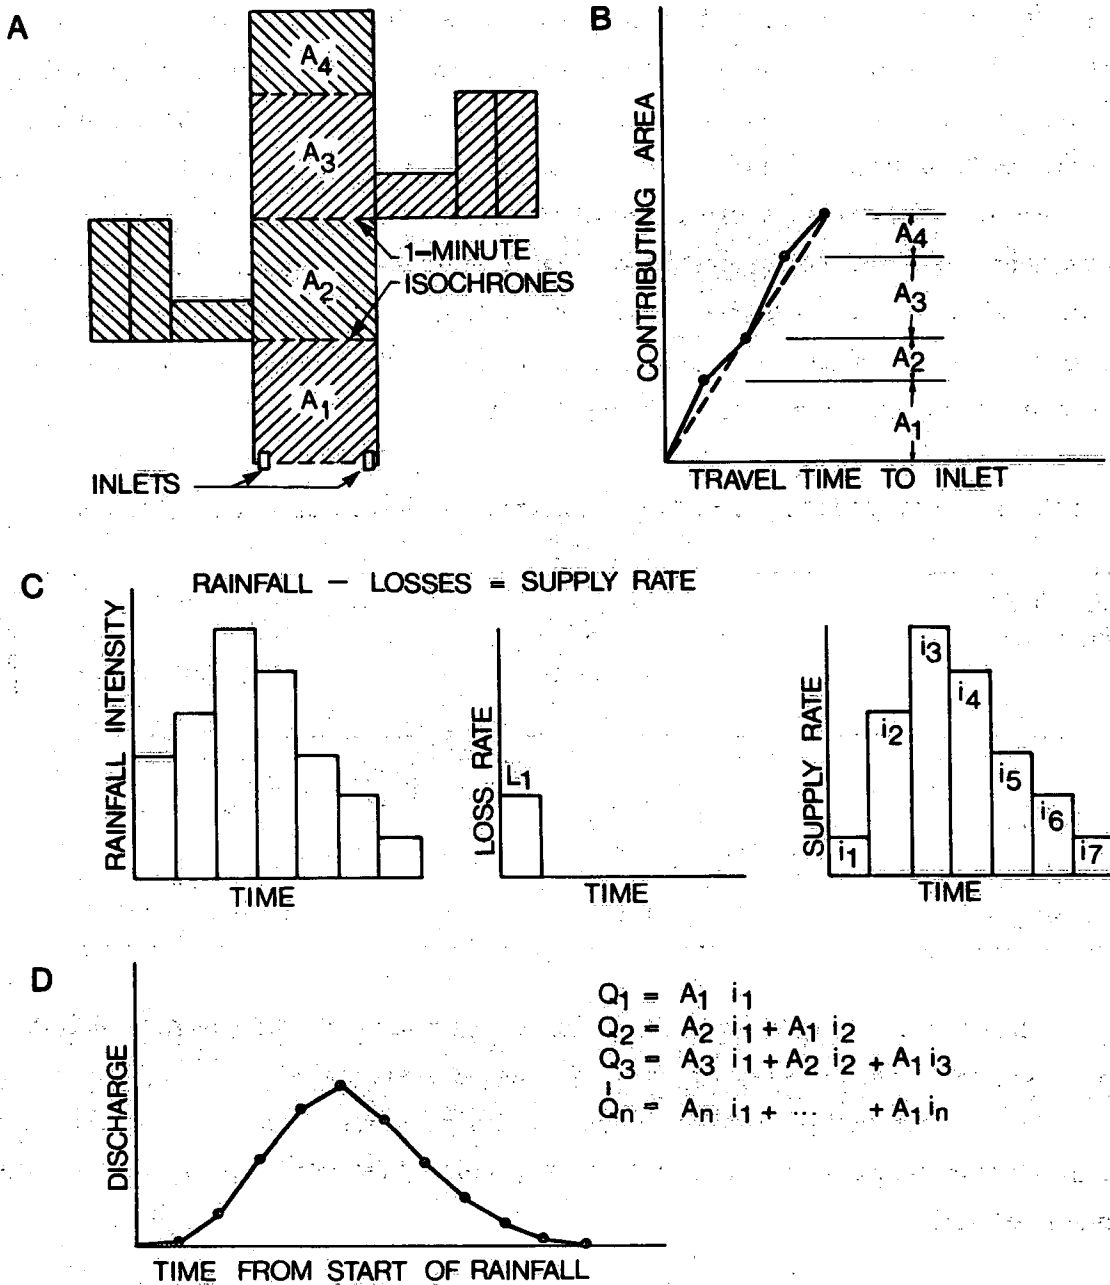 A
A4
A3
A2
A1
1-MINUTE
ISOCHRONES
INLETS
B
CONTRIBUTING AREA
A4
A3
A2
A1
TRAVEL TIME TO INLET
C
RAINFALL – LOSSES = SUPPLY RATE
RAINFALL INTENSITY
TIME
LOSS RATE
L1
TIME
SUPPLY RATE
i1
i2
i3
i4
i5
i6
i7
TIME
D
DISCHARGE
TIME FROM START OF RAINFALL
Q1 = A1 i1
Q2 = A2 i1 + A1 i2
Q3 = A3 i1 + A2 i2 + A1 i3
Qn = An i1 + ... + A1 in